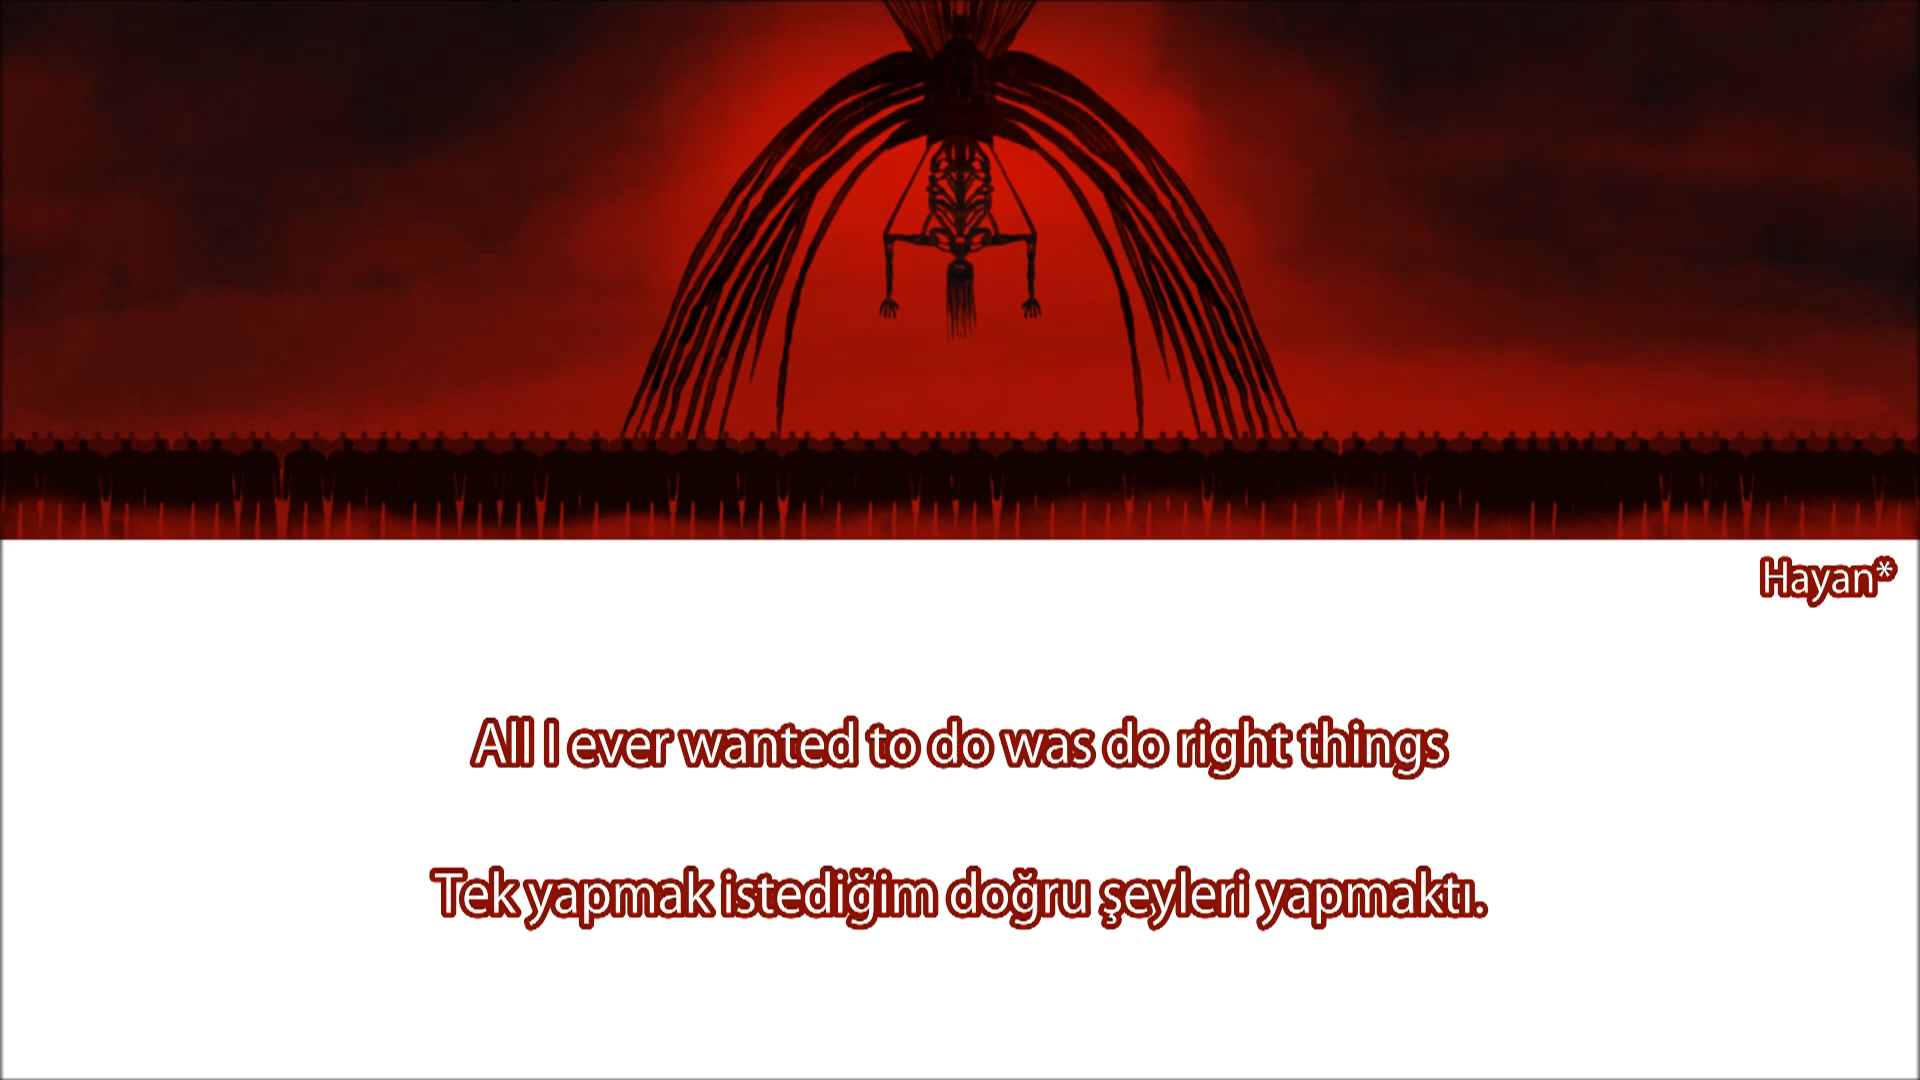 Hayan*
All I ever wanted to do was do right things
Tek yapmak istediğim doğru şeyleri yapmaktı.